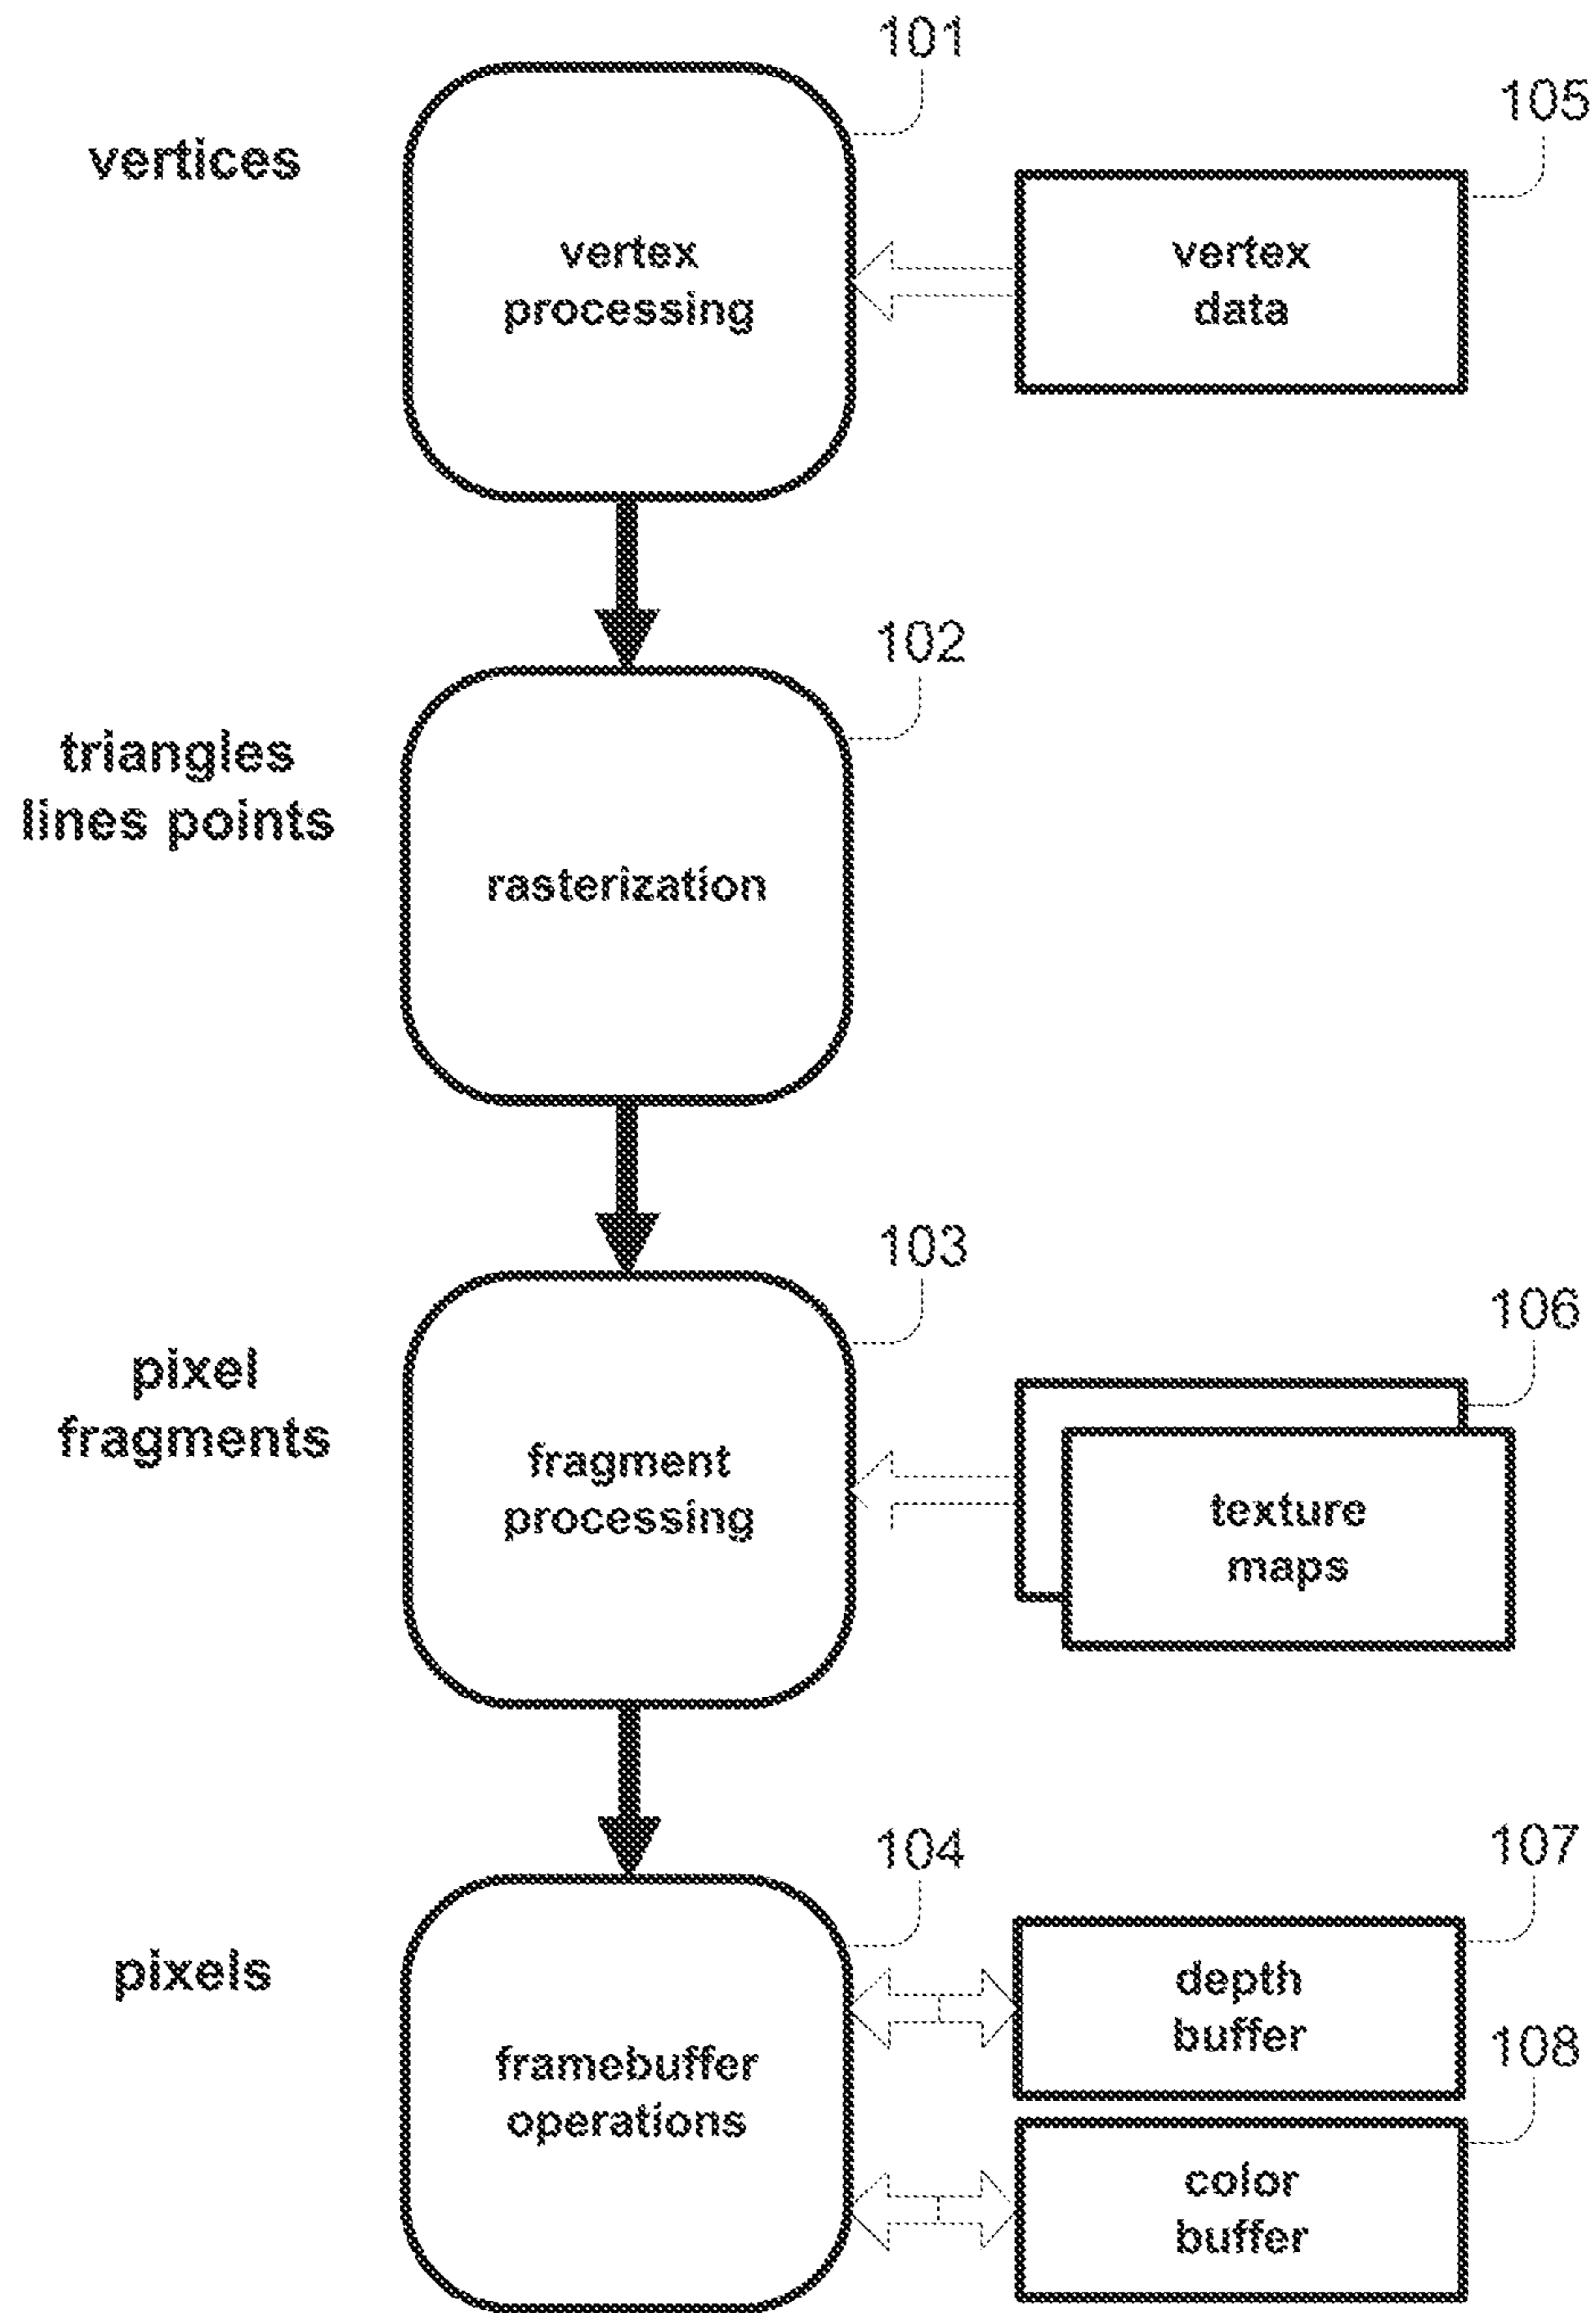 101
105
vertices
vertex
processing
vertex
data
102
triangles
lines points
rasterization
103
106
pixel
fragments
fragment
processing
texture
maps
104
107
pixels
depth
buffer
108
framebuffer
operations
color
buffer